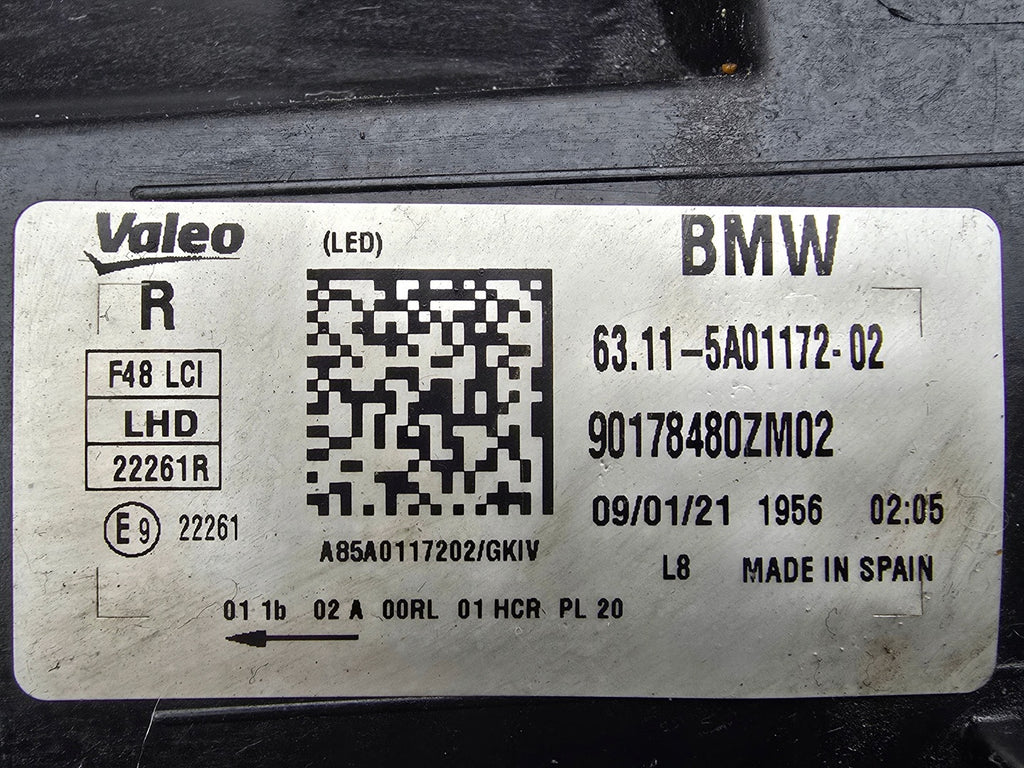 Valeo
(LED)
BMW
R
63.11-5A01172-02
F48 LCI
LHD
22261R
90178480ZM02
E9 22261
09/01/21 1956 02:05
A85A0117202/GKIV
L8 MADE IN SPAIN
01 1b 02 A 00RL 01 HCR PL 20